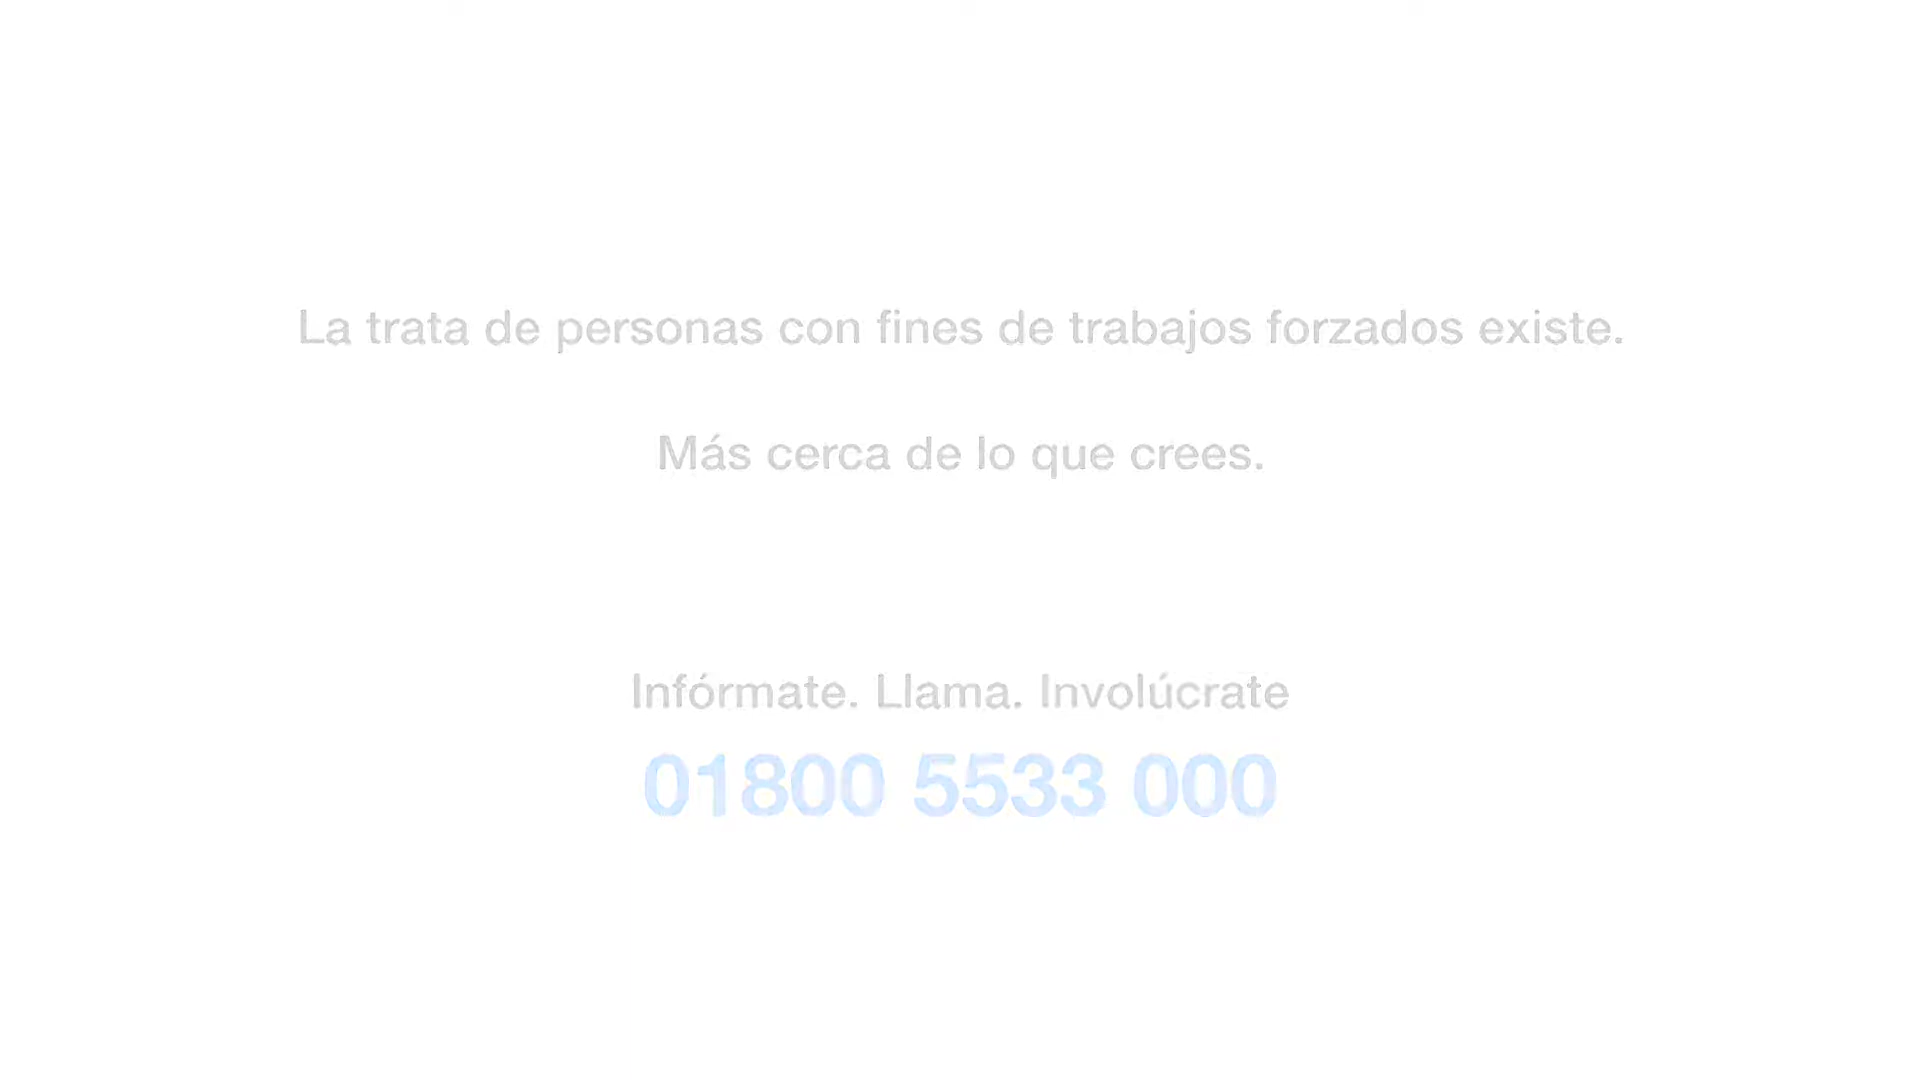 La trata de personas con fines de trabajos forzados existe.
Más cerca de lo que crees.
Infórmate. Llama. Involúcrate
01800 5533 000